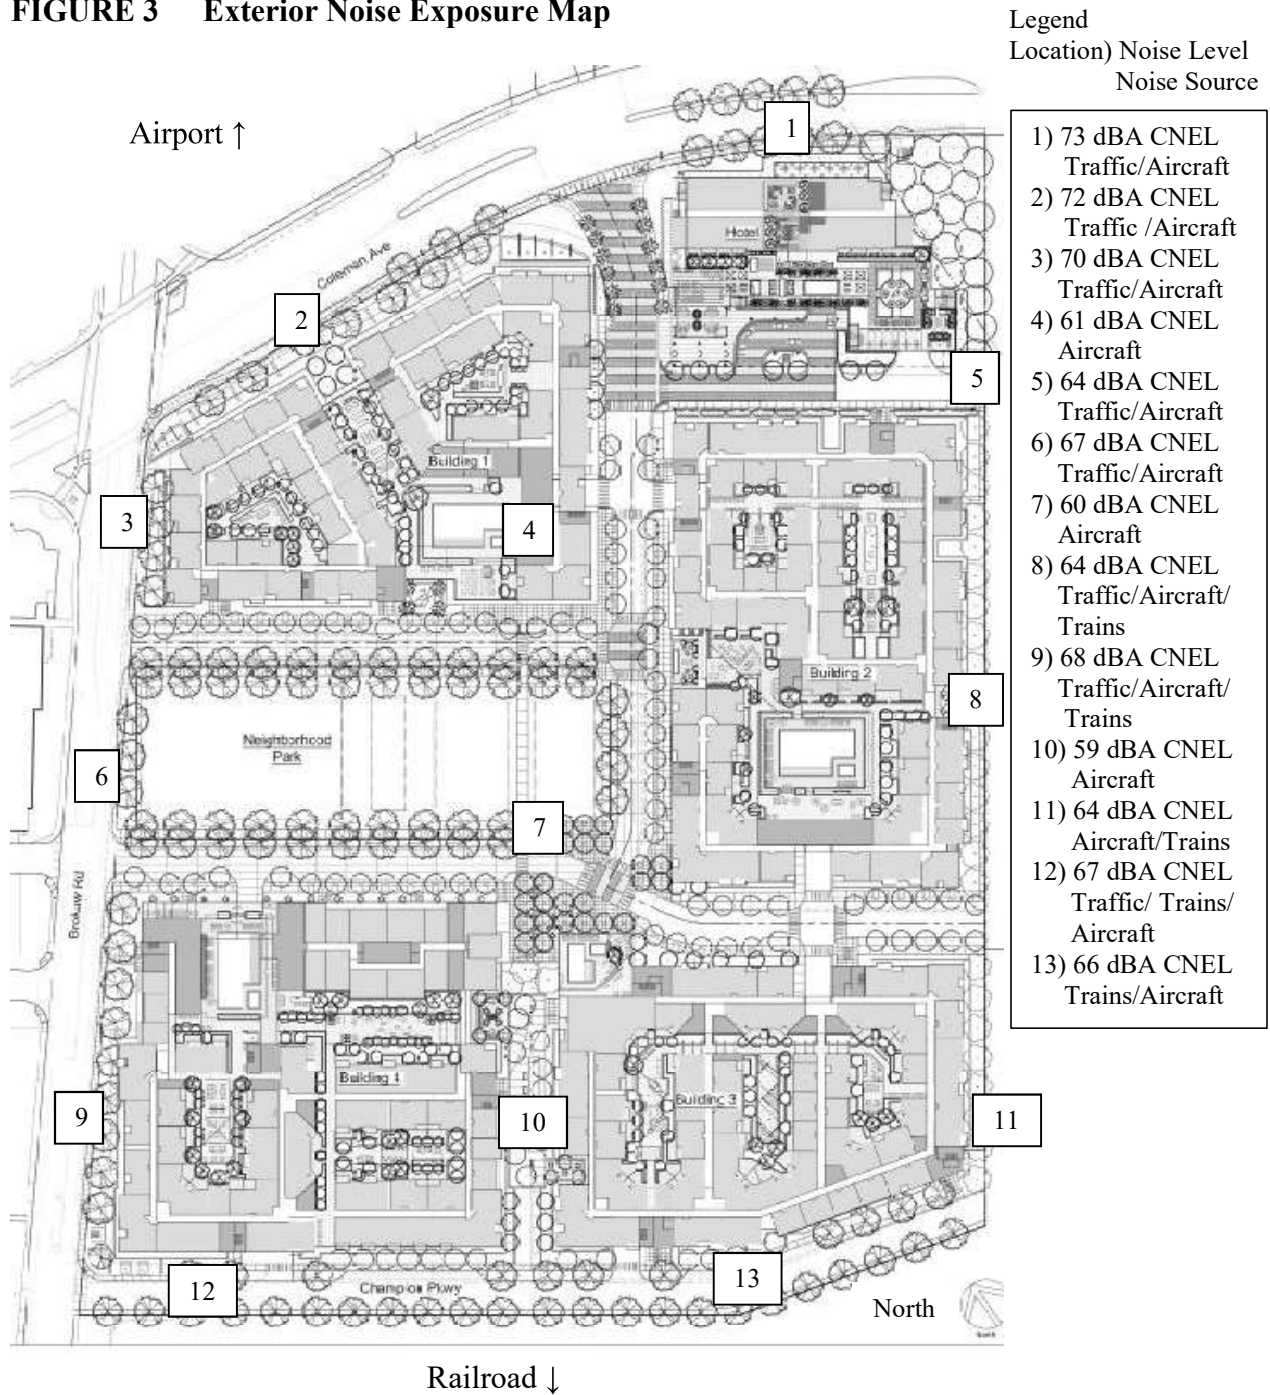 FIGURE 3 Exterior Noise Exposure Map
Legend
Location) Noise Level
Noise Source
Airport ↑
1
Hotel
Coleman Ave
2
5
Building 1
3
4
Building 2
8
Neighborhood
Park
6
7
Brokaw Rd
Building 4
Building 3
9
10
11
12
Champion Pkwy
13
North
North
Railroad ↓
1) 73 dBA CNEL
Traffic/Aircraft
2) 72 dBA CNEL
Traffic /Aircraft
3) 70 dBA CNEL
Traffic/Aircraft
4) 61 dBA CNEL
Aircraft
5) 64 dBA CNEL
Traffic/Aircraft
6) 67 dBA CNEL
Traffic/Aircraft
7) 60 dBA CNEL
Aircraft
8) 64 dBA CNEL
Traffic/Aircraft/
Trains
9) 68 dBA CNEL
Traffic/Aircraft/
Trains
10) 59 dBA CNEL
Aircraft
11) 64 dBA CNEL
Aircraft/Trains
12) 67 dBA CNEL
Traffic/ Trains/
Aircraft
13) 66 dBA CNEL
Trains/Aircraft